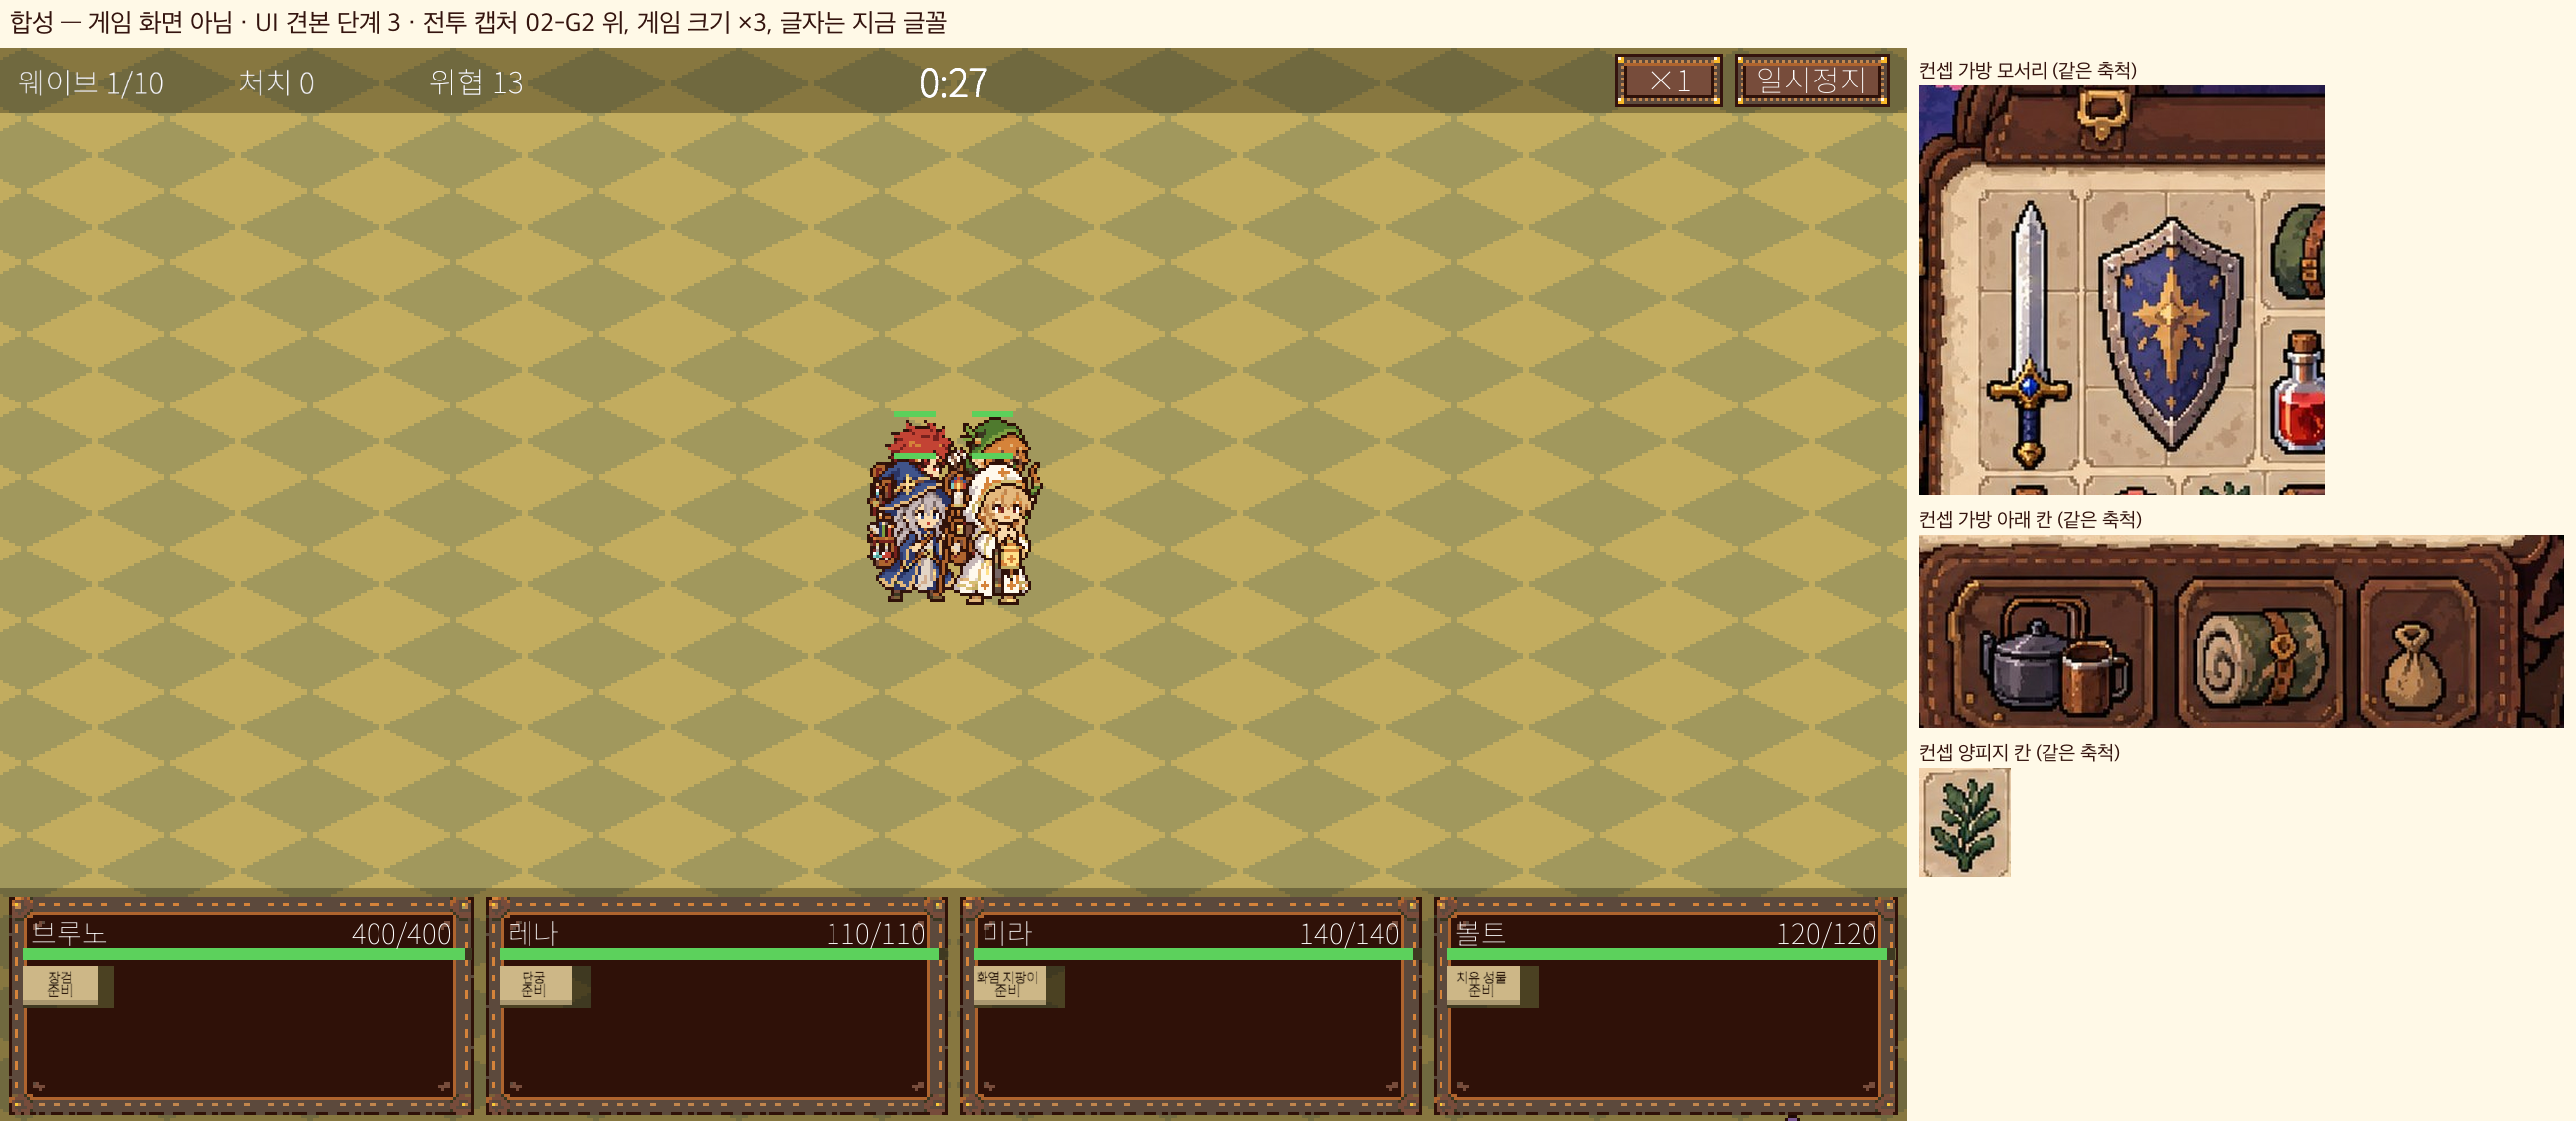 합성 — 게임 화면 아님 · UI 견본 단계 3 · 전투 캡처 02-G2 위, 게임 크기 ×3, 글자는 지금 글꼴
웨이브 1/10 처치 0 위협 13 0:27 ×1 일시정지
컨셉 가방 모서리 (같은 축척)
컨셉 가방 아래 칸 (같은 축척)
컨셉 양피지 칸 (같은 축척)
브루노 400/400
장검
준비
레나 110/110
단궁
준비
미라 140/140
화염 지팡이
준비
볼트 120/120
치유 성물
준비